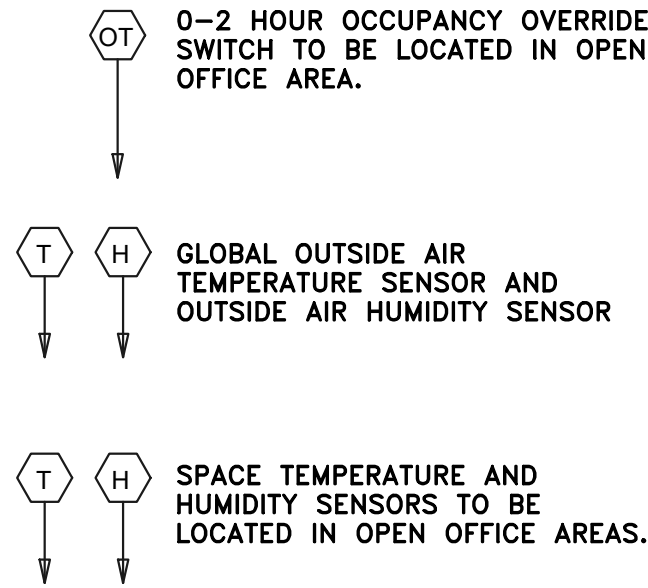 OT
0-2 HOUR OCCUPANCY OVERRIDE
SWITCH TO BE LOCATED IN OPEN
OFFICE AREA.
T H
GLOBAL OUTSIDE AIR
TEMPERATURE SENSOR AND
OUTSIDE AIR HUMIDITY SENSOR
T H
SPACE TEMPERATURE AND
HUMIDITY SENSORS TO BE
LOCATED IN OPEN OFFICE AREAS.